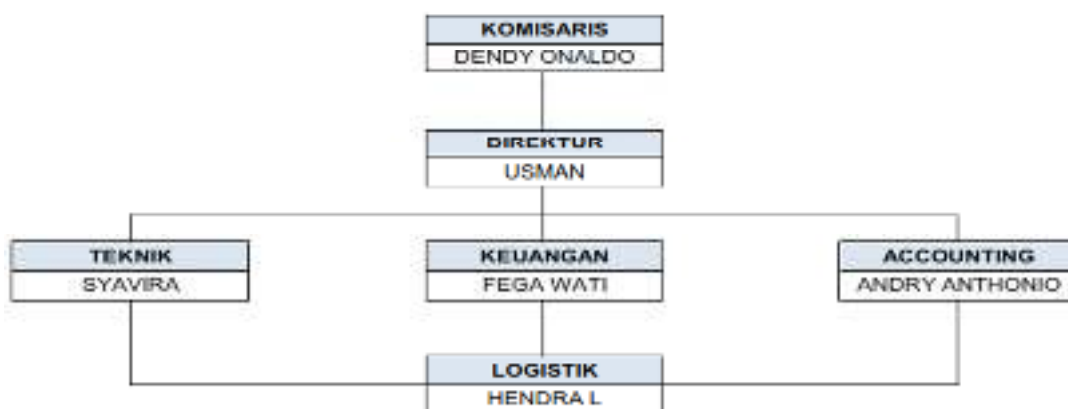 KOMISARIS
DENDY ONALDO
DIREKTUR
USMAN
TEKNIK
SYAVIRA
KEUANGAN
FEGA WATI
ACCOUNTING
ANDRY ANTHONIO
LOGISTIK
HENDRA L